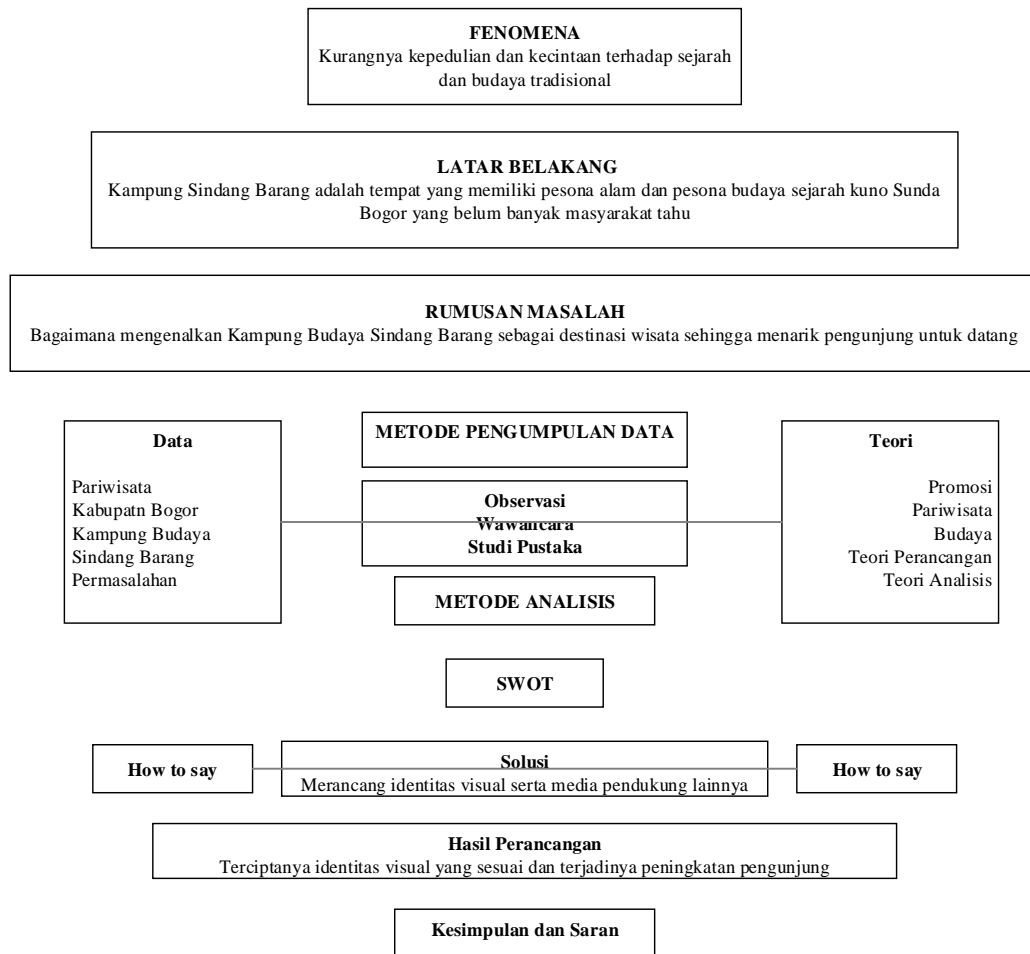 FENOMENA
Kurangnya kepedulian dan kecintaan terhadap sejarah
dan budaya tradisional
LATAR BELAKANG
Kampung Sindang Barang adalah tempat yang memiliki pesona alam dan pesona budaya sejarah kuno Sunda
Bogor yang belum banyak masyarakat tahu
RUMUSAN MASALAH
Bagaimana mengenalkan Kampung Budaya Sindang Barang sebagai destinasi wisata sehingga menarik pengunjung untuk datang
Data
Pariwisata
Kabupatn Bogor
Kampung Budaya
Sindang Barang
Permasalahan
METODE PENGUMPULAN DATA
Observasi
Wawancara
Studi Pustaka
METODE ANALISIS
Teori
Promosi
Pariwisata
Budaya
Teori Perancangan
Teori Analisis
SWOT
How to say
Solusi
Merancang identitas visual serta media pendukung lainnya
How to say
Hasil Perancangan
Terciptanya identitas visual yang sesuai dan terjadinya peningkatan pengunjung
Kesimpulan dan Saran